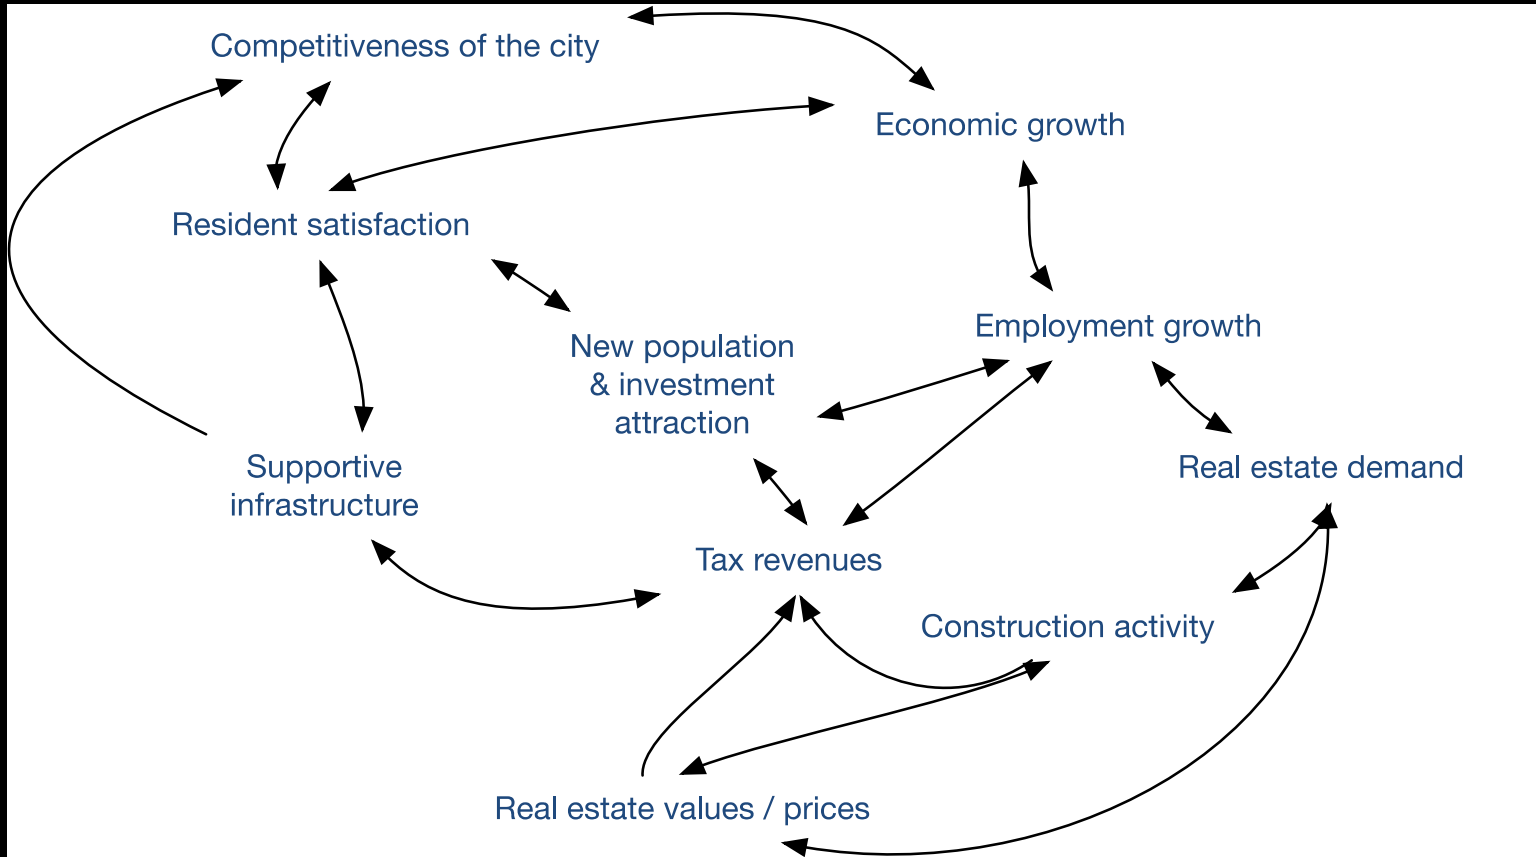 Competitiveness of the city
Economic growth
Resident satisfaction
Employment growth
New population
& investment
attraction
Supportive
infrastructure
Real estate demand
Tax revenues
Construction activity
Real estate values / prices